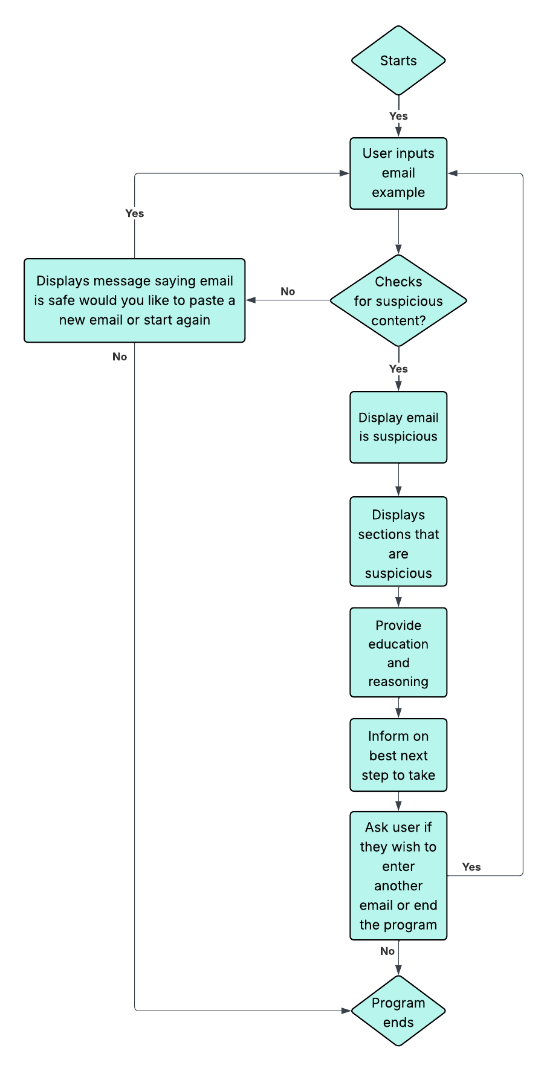 Starts
Yes
User inputs
email
example
Yes
Checks
for suspicious
content?
No
Displays message saying email
is safe would you like to paste a
new email or start again
No
Yes
Display email
is suspicious
Displays
sections that
are
suspicious
Provide
education
and
reasoning
Inform on
best next
step to take
Ask user if
they wish to
enter
another
email or end
the program
Yes
No
Program
ends